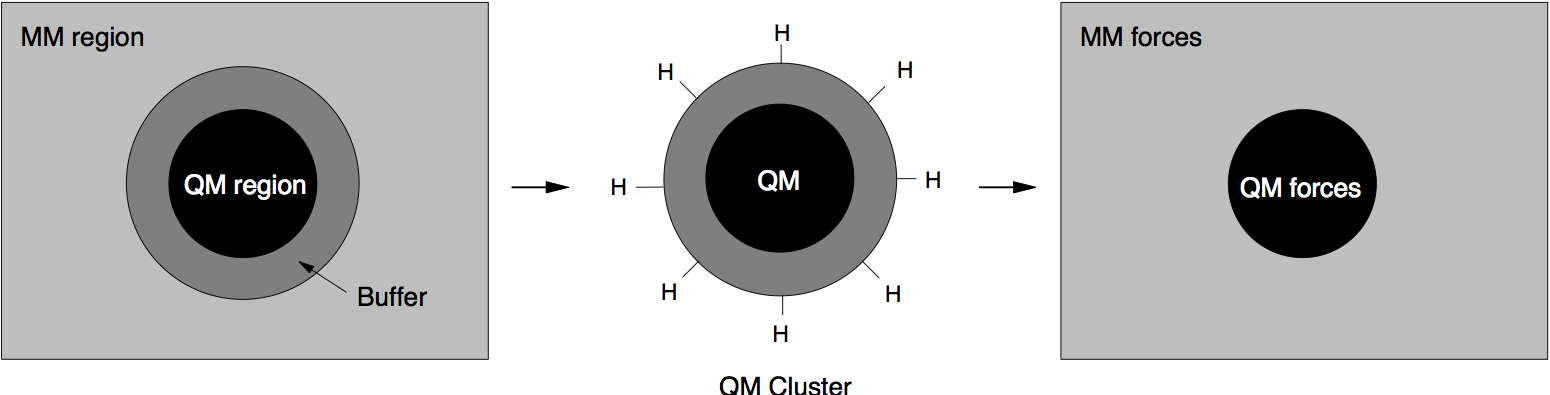 MM region
QM region
Buffer
H
H
H
H
QM
H
H
H
H
QM Cluster
MM forces
QM forces